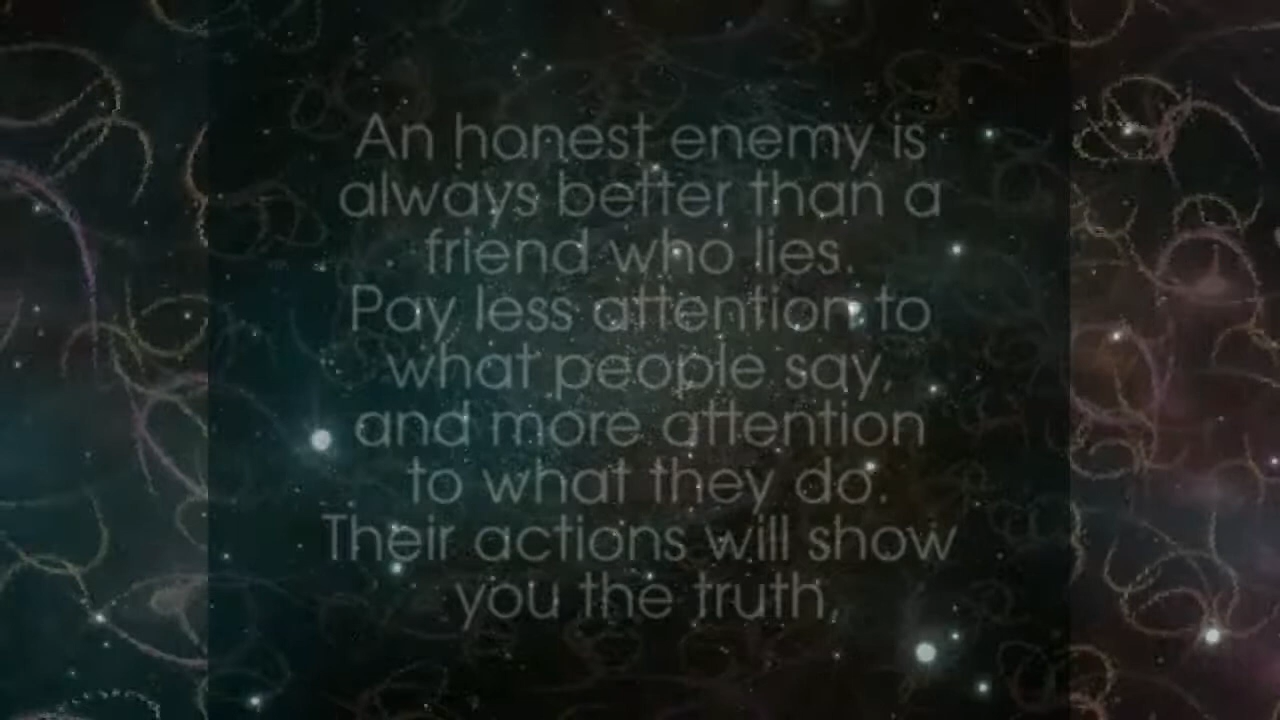 An honest enemy is
always better than a
friend who lies.
Pay less attention to
what people say,
and more attention
to what they do.
Their actions will show
you the truth.